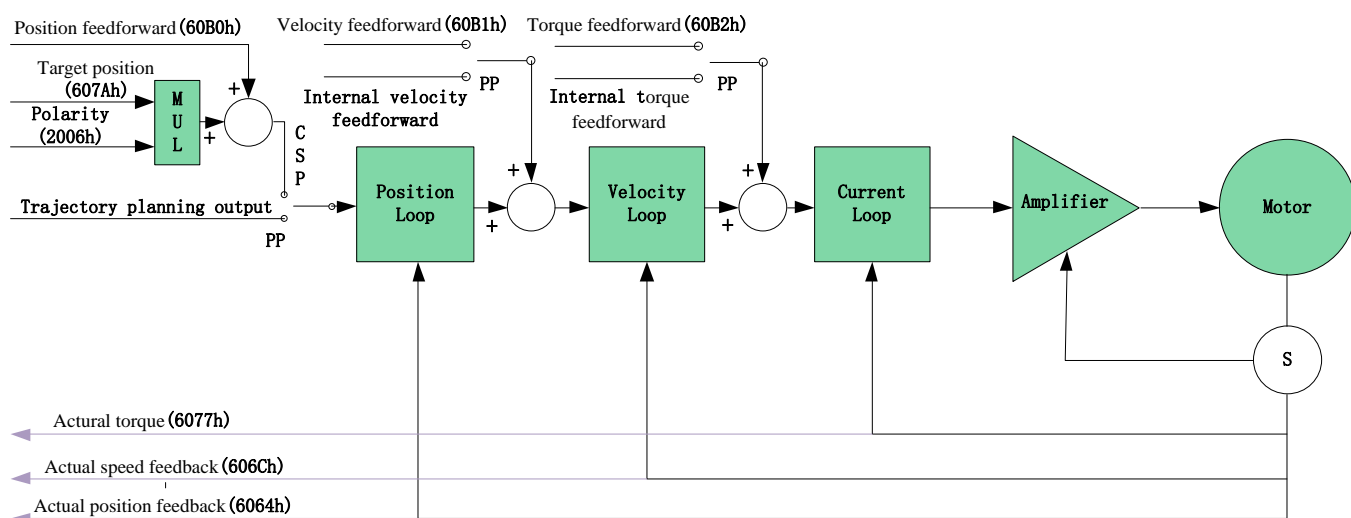 Position feedforward (60B0h)
Velocity feedforward (60B1h)
Torque feedforward (60B2h)
Target position
(607Ah)
Polarity
(2006h)
M
U
L
+
+
C
S
P
Trajectory planning output
PP
Internal velocity
feedforward
PP
Internal torque
feedforward
PP
Position
Loop
+
+
Velocity
Loop
+
+
Current
Loop
Amplifier
Motor
S
Actural torque (6077h)
Actual speed feedback (606Ch)
Actual position feedback (6064h)